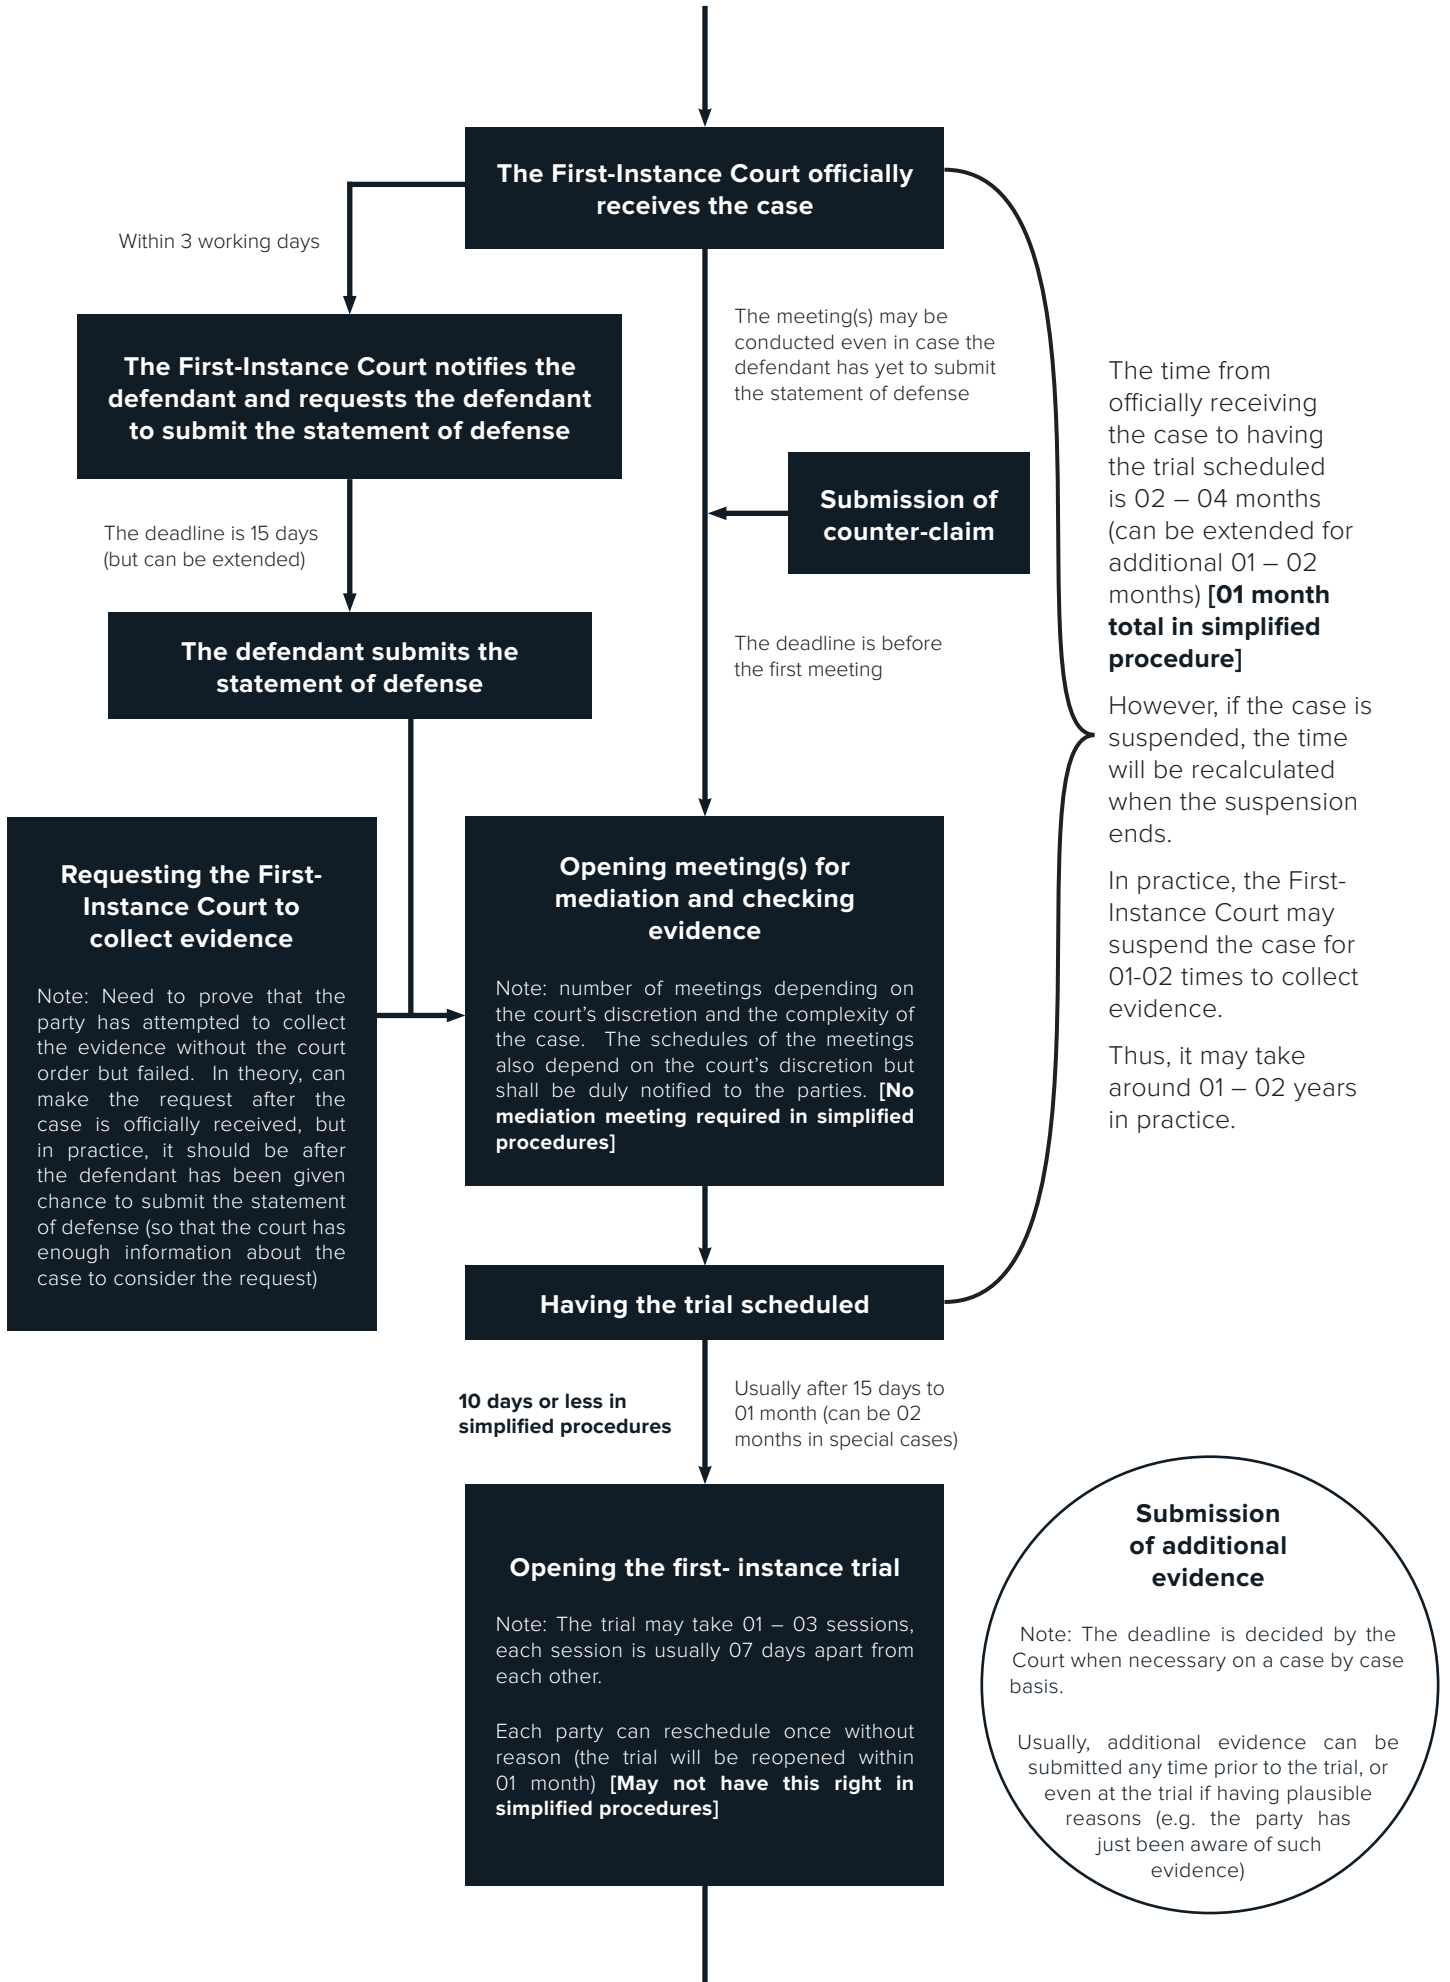 The First-Instance Court officially
receives the case
Within 3 working days
The First-Instance Court notifies the
defendant and requests the defendant
to submit the statement of defense
The meeting(s) may be
conducted even in case the
defendant has yet to submit
the statement of defense
Submission of
counter-claim
The deadline is 15 days
(but can be extended)
The defendant submits the
statement of defense
The deadline is before
the first meeting
The time from
officially receiving
the case to having
the trial scheduled
is 02 – 04 months
(can be extended for
additional 01 – 02
months) [01 month
total in simplified
procedure]
However, if the case is
suspended, the time
will be recalculated
when the suspension
ends.
In practice, the First-
Instance Court may
suspend the case for
01-02 times to collect
evidence.
Thus, it may take
around 01 – 02 years
in practice.
Requesting the First-
Instance Court to
collect evidence
Note: Need to prove that the
party has attempted to collect
the evidence without the court
order but failed. In theory, can
make the request after the
case is officially received, but
in practice, it should be after
the defendant has been given
chance to submit the statement
of defense (so that the court has
enough information about the
case to consider the request)
Opening meeting(s) for
mediation and checking
evidence
Note: number of meetings depending on
the court's discretion and the complexity of
the case. The schedules of the meetings
also depend on the court's discretion but
shall be duly notified to the parties. [No
mediation meeting required in simplified
procedures]
Having the trial scheduled
10 days or less in
simplified procedures
Usually after 15 days to
01 month (can be 02
months in special cases)
Opening the first- instance trial
Note: The trial may take 01 – 03 sessions,
each session is usually 07 days apart from
each other.
Each party can reschedule once without
reason (the trial will be reopened within
01 month) [May not have this right in
simplified procedures]
Submission
of additional
evidence
Note: The deadline is decided by the
Court when necessary on a case by case
basis.
Usually, additional evidence can be
submitted any time prior to the trial, or
even at the trial if having plausible
reasons (e.g. the party has
just been aware of such
evidence)